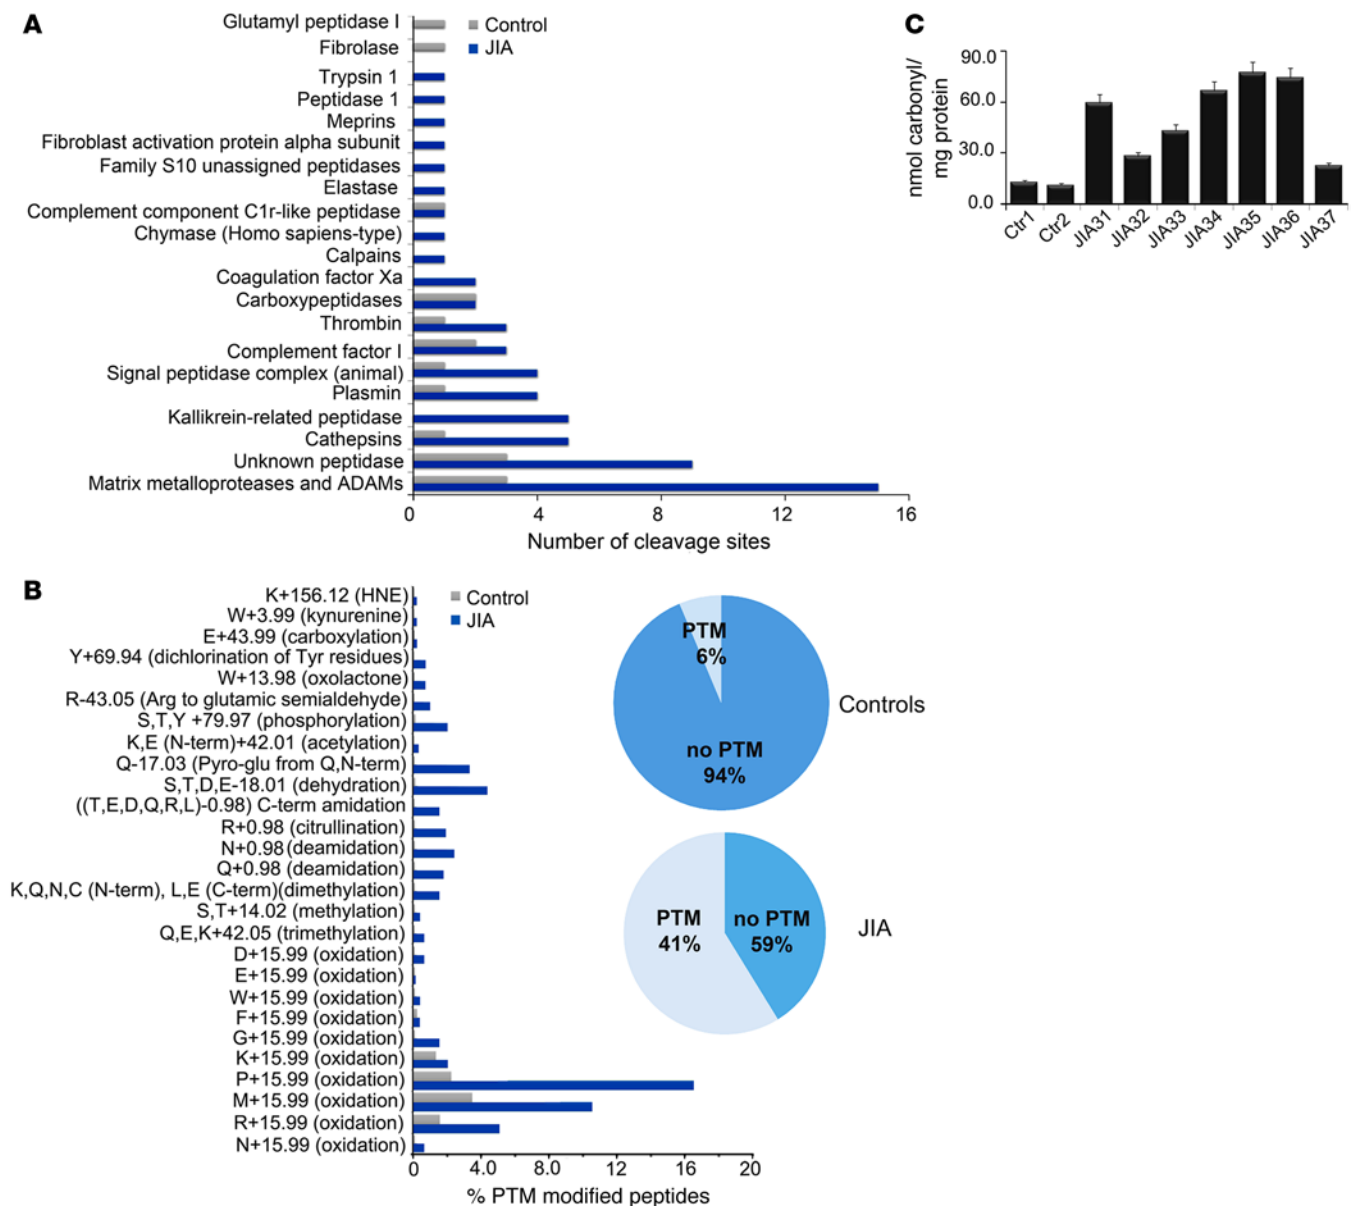 A
Glutamyl peptidase I
Fibrolase
Trypsin 1
Peptidase 1
Meprins
Fibroblast activation protein alpha subunit
Family S10 unassigned peptidases
Elastase
Complement component C1r-like peptidase
Chymase (Homo sapiens-type)
Calpains
Coagulation factor Xa
Carboxypeptidases
Thrombin
Complement factor I
Signal peptidase complex (animal)
Plasmin
Kallikrein-related peptidase
Cathepsins
Unknown peptidase
Matrix metalloproteases and ADAMs
Control
JIA
0 4 8 12 16
Number of cleavage sites
C
nmol carbonyl/
mg protein
90.0
60.0
30.0
0.0
Ctr1 Ctr2 JIA31 JIA32 JIA33 JIA34 JIA35 JIA36 JIA37
B
K+156.12 (HNE)
W+3.99 (kynurenine)
E+43.99 (carboxylation)
Y+69.94 (dichlorination of Tyr residues)
W+13.98 (oxolactone)
R-43.05 (Arg to glutamic semialdehyde)
S,T,Y +79.97 (phosphorylation)
K,E (N-term)+42.01 (acetylation)
Q-17.03 (Pyro-glu from Q,N-term)
S,T,D,E-18.01 (dehydration)
((T,E,D,Q,R,L)-0.98) C-term amidation
R+0.98 (citrullination)
N+0.98 (deamidation)
Q+0.98 (deamidation)
K,Q,N,C (N-term), L,E (C-term)(dimethylation)
S,T+14.02 (methylation)
Q,E,K+42.05 (trimethylation)
D+15.99 (oxidation)
E+15.99 (oxidation)
W+15.99 (oxidation)
F+15.99 (oxidation)
G+15.99 (oxidation)
K+15.99 (oxidation)
P+15.99 (oxidation)
M+15.99 (oxidation)
R+15.99 (oxidation)
N+15.99 (oxidation)
Control
JIA
0 4.0 8.0 12 16 20
% PTM modified peptides
PTM
6%
no PTM
94%
Controls
PTM
41%
no PTM
59%
JIA